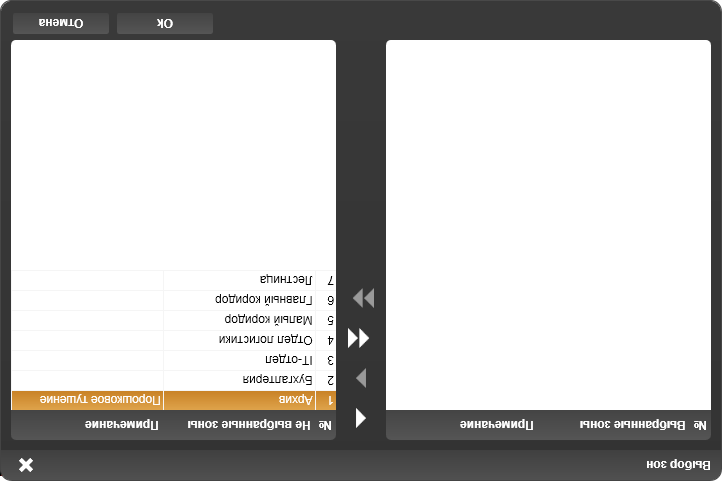 Выбор зон
№ Выбранные зоны Примечание № Не выбранные зоны Примечание
1 Архив Порошковое тушение
2 Бухгалтерия
3 IT-отдел
4 Отдел логистики
5 Малый коридор
6 Главный коридор
7 Лестница
Ok Отмена